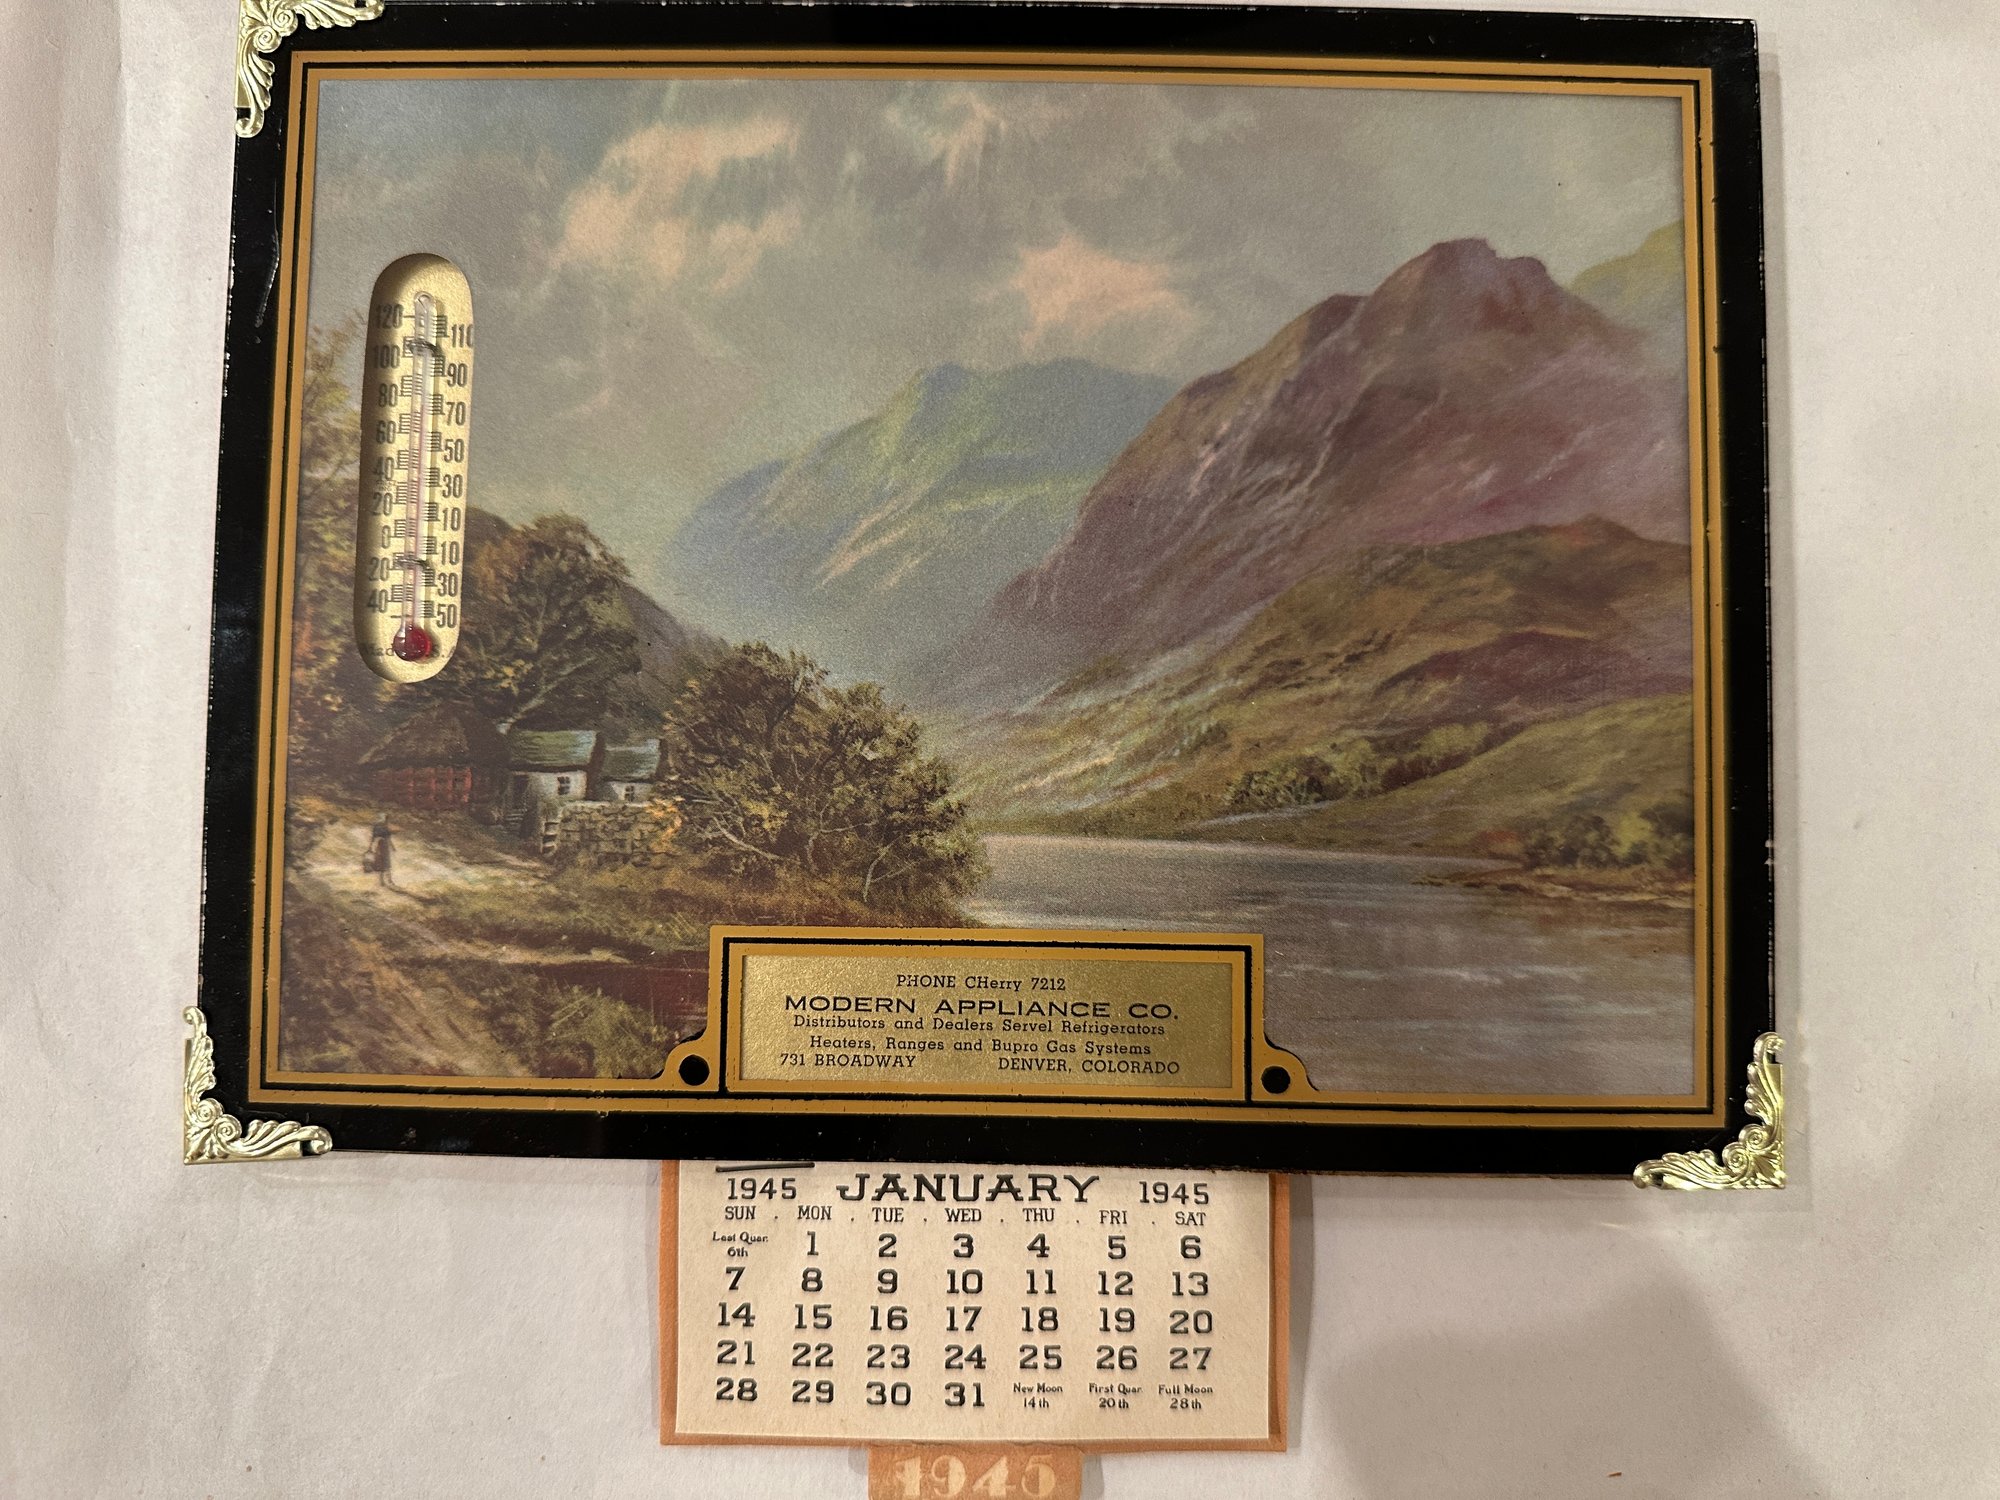 120
110
100
90
80
70
60
50
40
30
20
10
0
10
20
30
40
50
PHONE CHerry 7212
MODERN APPLIANCE CO.
Distributors and Dealers Servel Refrigerators
Heaters, Ranges and Bupro Gas Systems
731 BROADWAY DENVER, COLORADO
1945 JANUARY 1945
SUN . MON . TUE . WED . THU . FRI . SAT
Last Quar. 6th 1 2 3 4 5 6
7 8 9 10 11 12 13
14 15 16 17 18 19 20
21 22 23 24 25 26 27
28 29 30 31 New Moon 14th First Quar. 20th Full Moon 28th
1945